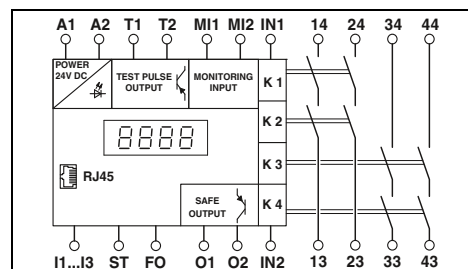 A1 A2 T1 T2 MI1 MI2 IN1 14 24 34 44
POWER
24V DC
TEST PULSE
OUTPUT
MONITORING
INPUT
K 1
K 2
8888
K 3
RJ45
SAFE
OUTPUT
K 4
I1...I3 ST FO O1 O2 IN2 13 23 33 43